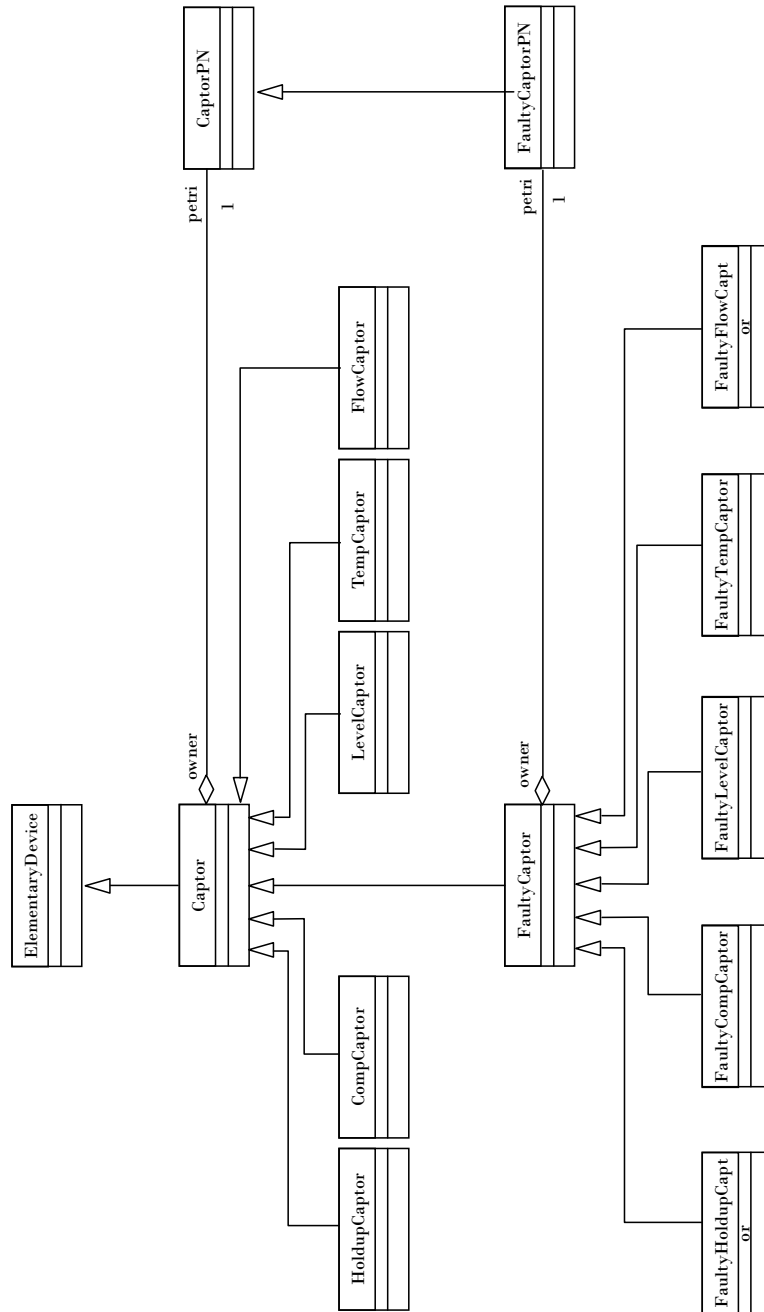 ElementaryDevice
Captor
owner
petri
1
CaptorPN
HoldupCaptor
CompCaptor
LevelCaptor
TempCaptor
FlowCaptor
FaultyCaptor
owner
petri
1
FaultyCaptorPN
FaultyHoldupCapt
or
FaultyCompCaptor
FaultyLevelCaptor
FaultyTempCaptor
FaultyFlowCapt
or